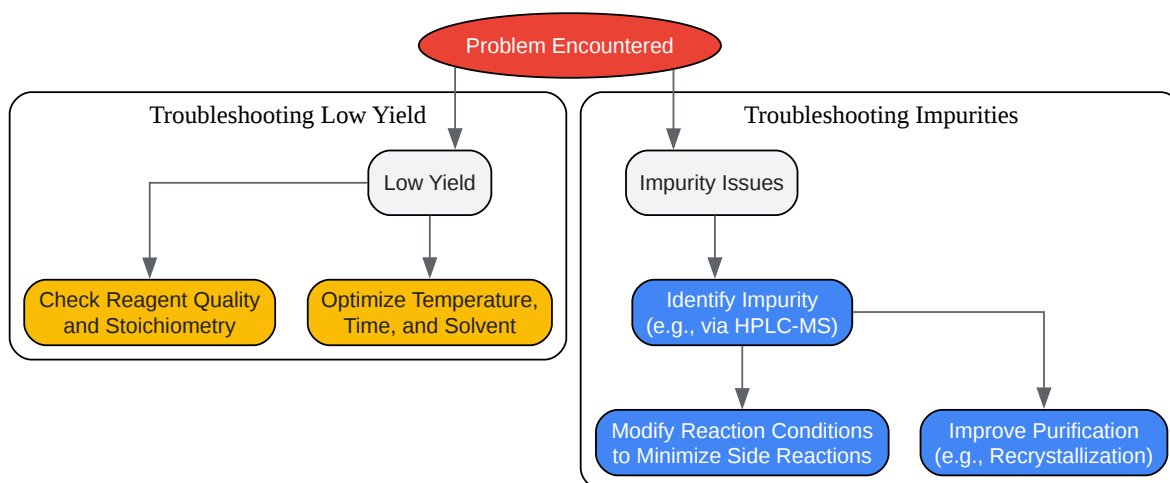 Problem Encountered
Troubleshooting Low Yield
Low Yield
Check Reagent Quality
and Stoichiometry
Optimize Temperature,
Time, and Solvent
Troubleshooting Impurities
Impurity Issues
Identify Impurity
(e.g., via HPLC-MS)
Modify Reaction Conditions
to Minimize Side Reactions
Improve Purification
(e.g., Recrystallization)